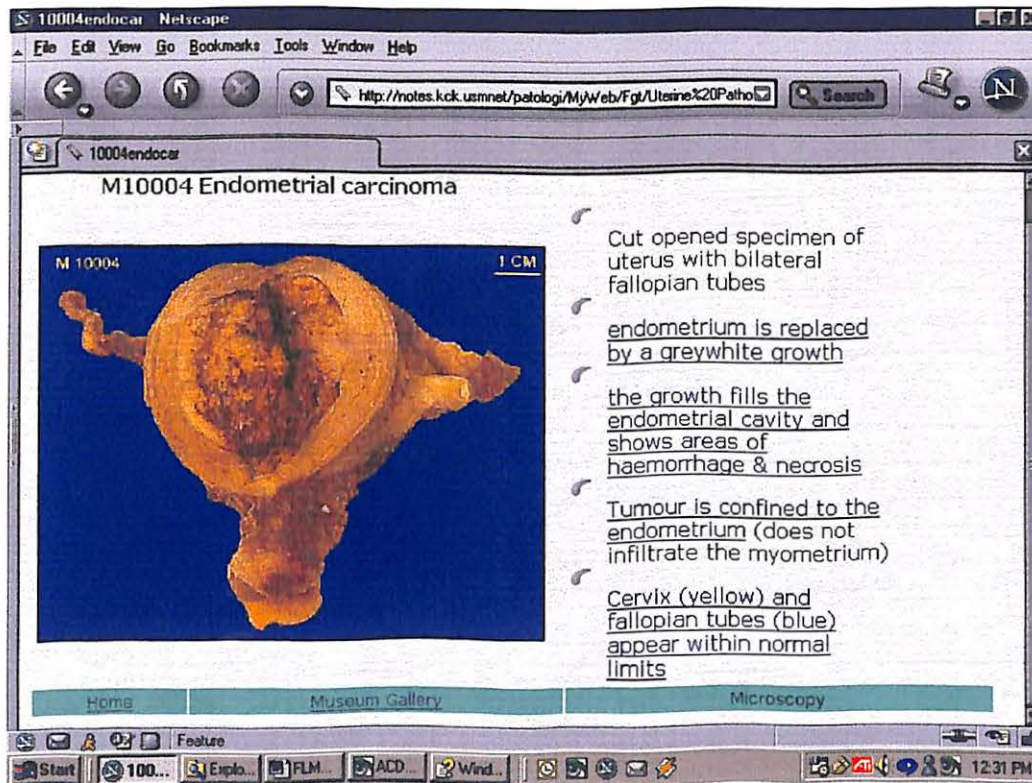 10004endocar Netscape
File Edit View Go Bookmarks Tools Window Help
http://notes.kck.usmnet/patologi/MyWeb/Fgt/Uterine%20Patho
Search
N
10004endocar
M10004 Endometrial carcinoma
M 10004
1 CM
Cut opened specimen of
uterus with bilateral
fallopian tubes
endometrium is replaced
by a greywhite growth
the growth fills the
endometrial cavity and
shows areas of
haemorrhage & necrosis
Tumour is confined to the
endometrium (does not
infiltrate the myometrium)
Cervix (yellow) and
fallopian tubes (blue)
appear within normal
limits
Home
Museum Gallery
Microscopy
Feature
Start
100...
Explo...
FLM...
ACD...
Wind...
ATI
12:31 PM